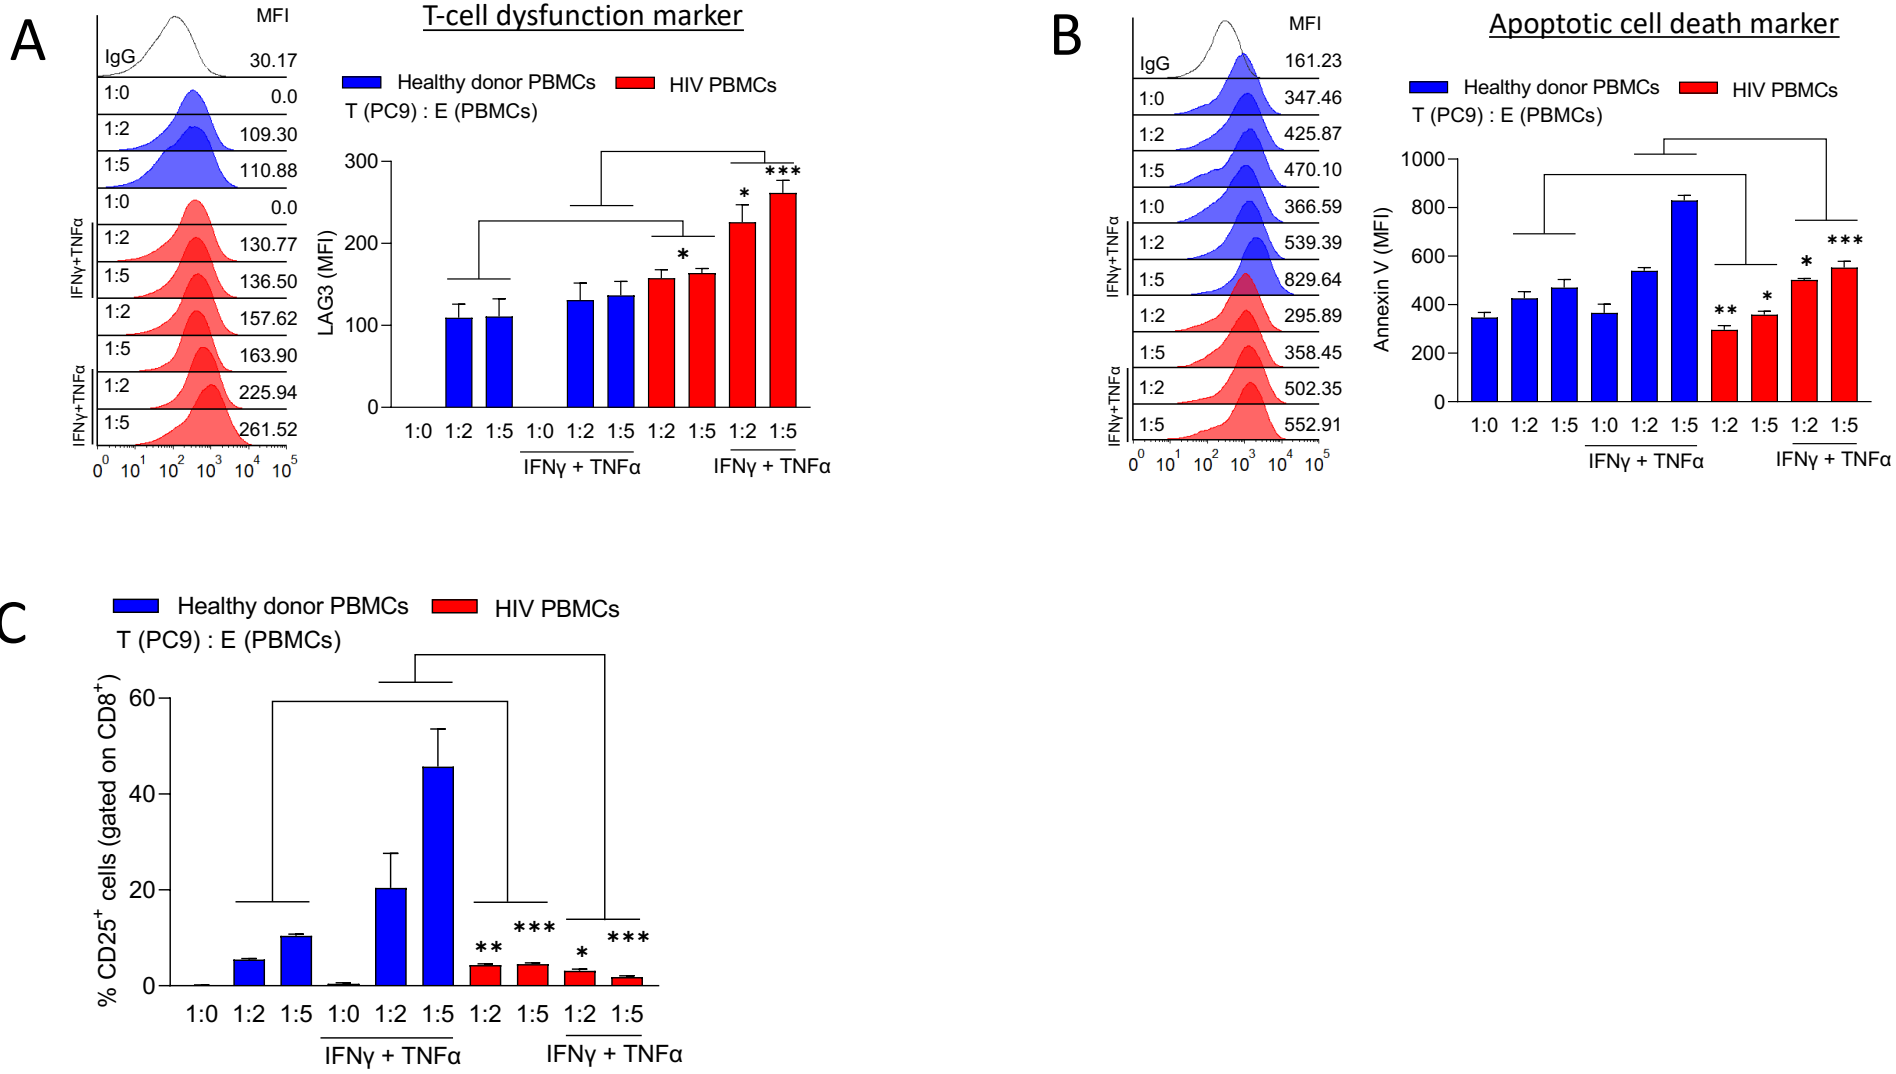 A
MFI
T-cell dysfunction marker
IgG 30.17
1:0 0.0
1:2 109.30
1:5 110.88
1:0 0.0
1:2 130.77
1:5 136.50
1:2 157.62
1:5 163.90
1:2 225.94
1:5 261.52
IFNγ+TNFα
IFNγ+TNFα
10^0 10^1 10^2 10^3 10^4 10^5
Healthy donor PBMCs HIV PBMCs
T (PC9) : E (PBMCs)
LAG3 (MFI)
300
200
100
0
* * ***
1:0 1:2 1:5 1:0 1:2 1:5 1:2 1:5 1:2 1:5
IFNγ + TNFα IFNγ + TNFα
B
MFI
Apoptotic cell death marker
IgG 161.23
1:0 347.46
1:2 425.87
1:5 470.10
1:0 366.59
1:2 539.39
1:5 829.64
1:2 295.89
1:5 358.45
1:2 502.35
1:5 552.91
IFNγ+TNFα
IFNγ+TNFα
10^0 10^1 10^2 10^3 10^4 10^5
Healthy donor PBMCs HIV PBMCs
T (PC9) : E (PBMCs)
Annexin V (MFI)
1000
800
600
400
200
0
** * * ***
1:0 1:2 1:5 1:0 1:2 1:5 1:2 1:5 1:2 1:5
IFNγ + TNFα IFNγ + TNFα
C
Healthy donor PBMCs HIV PBMCs
T (PC9) : E (PBMCs)
% CD25⁺ cells (gated on CD8⁺)
60
40
20
0
** *** * ***
1:0 1:2 1:5 1:0 1:2 1:5 1:2 1:5 1:2 1:5
IFNγ + TNFα IFNγ + TNFα